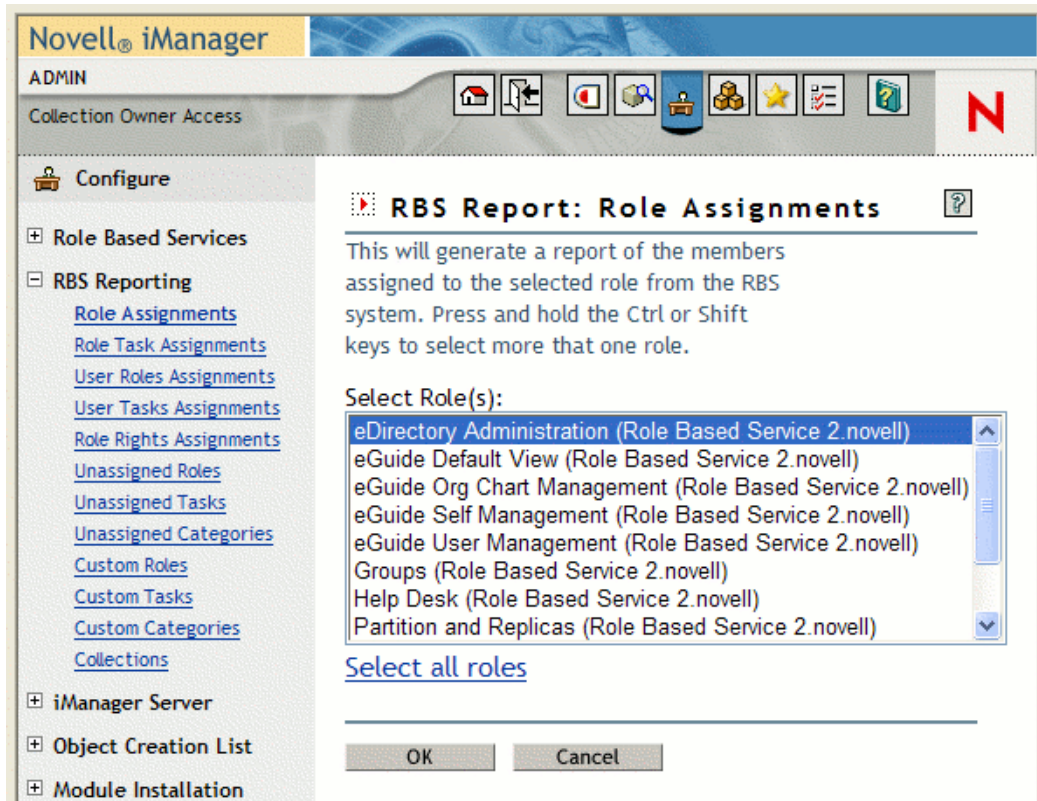 Novell® iManager
ADMIN
Collection Owner Access
N
Configure
Role Based Services
RBS Reporting
Role Assignments
Role Task Assignments
User Roles Assignments
User Tasks Assignments
Role Rights Assignments
Unassigned Roles
Unassigned Tasks
Unassigned Categories
Custom Roles
Custom Tasks
Custom Categories
Collections
iManager Server
Object Creation List
Module Installation
RBS Report: Role Assignments
?
This will generate a report of the members
assigned to the selected role from the RBS
system. Press and hold the Ctrl or Shift
keys to select more that one role.
Select Role(s):
eDirectory Administration (Role Based Service 2.novell)
eGuide Default View (Role Based Service 2.novell)
eGuide Org Chart Management (Role Based Service 2.novell)
eGuide Self Management (Role Based Service 2.novell)
eGuide User Management (Role Based Service 2.novell)
Groups (Role Based Service 2.novell)
Help Desk (Role Based Service 2.novell)
Partition and Replicas (Role Based Service 2.novell)
Select all roles
OK
Cancel